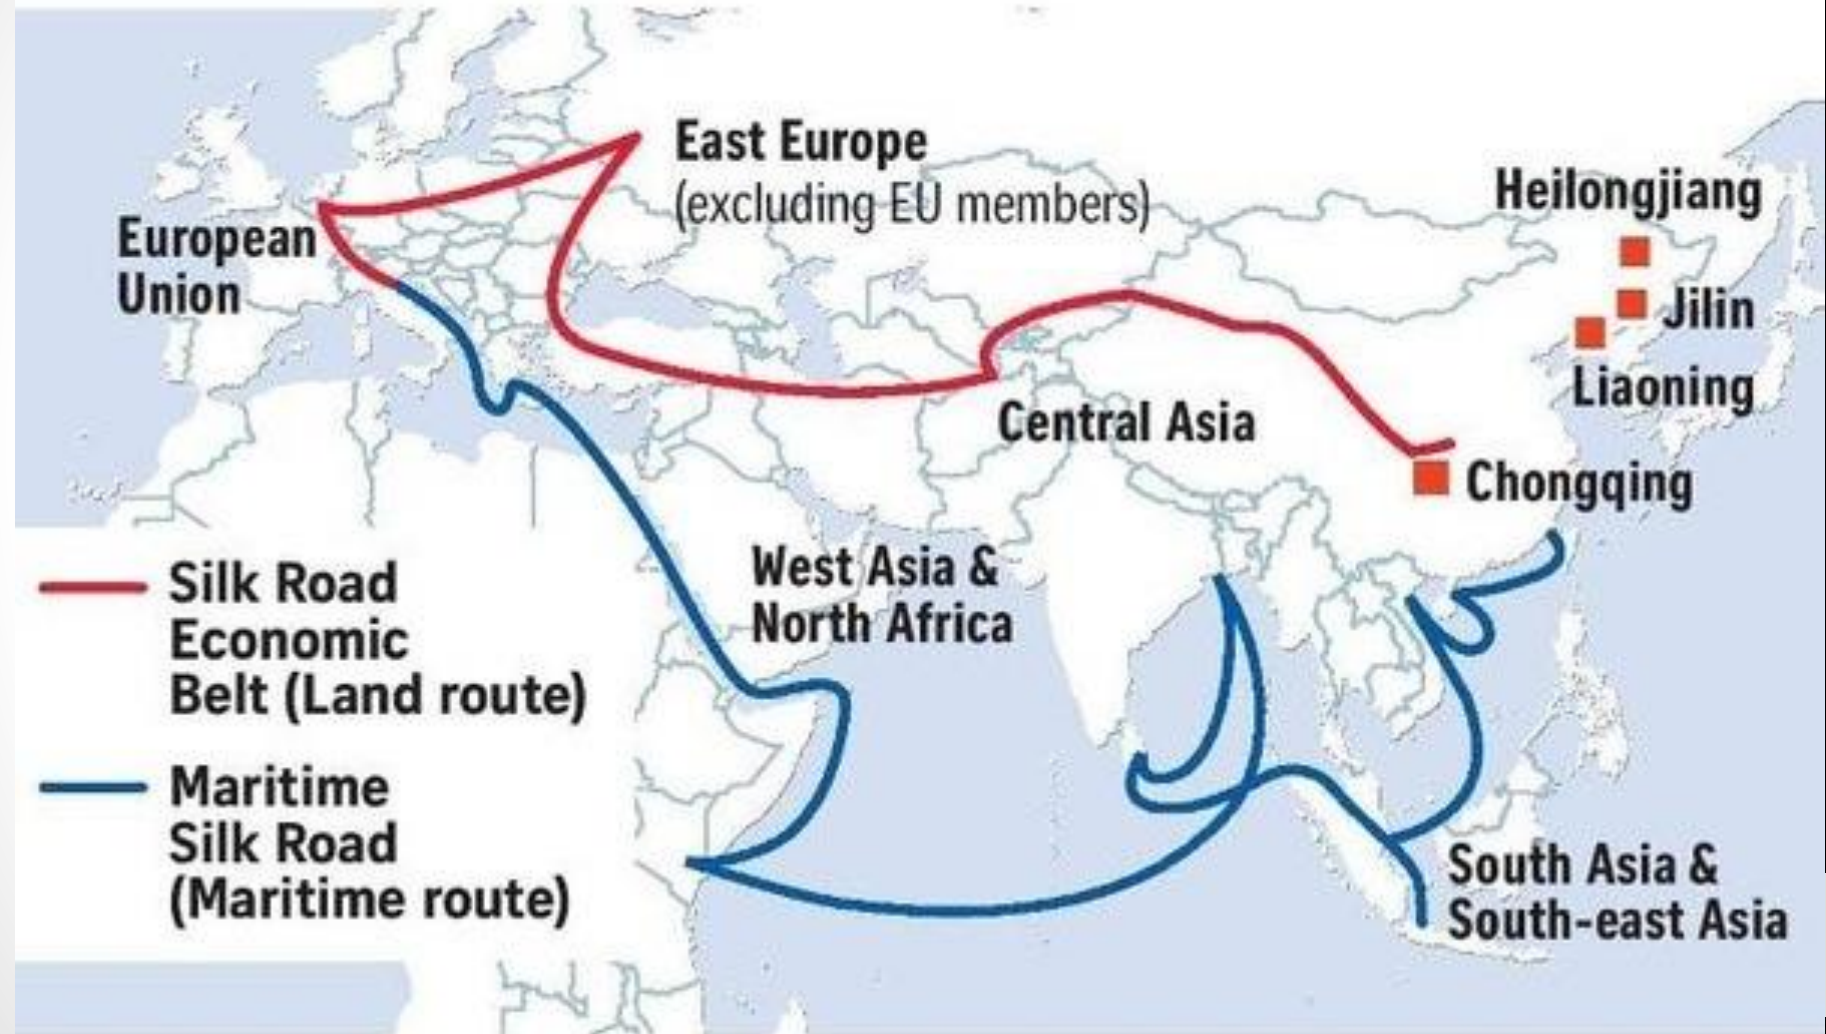 East Europe
(excluding EU members)
Heilongjiang
European
Union
Jilin
Liaoning
Central Asia
Chongqing
West Asia &
North Africa
Silk Road
Economic
Belt (Land route)
Maritime
Silk Road
(Maritime route)
South Asia &
South-east Asia